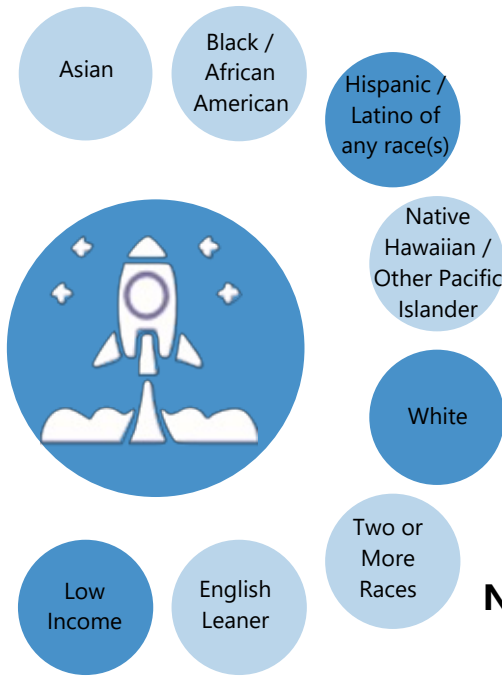 Asian
Black /
African
American
Hispanic /
Latino of
any race(s)
Native
Hawaiian /
Other Pacific
Islander
White
Two or
More
Races
N
English
Leaner
Low
Income